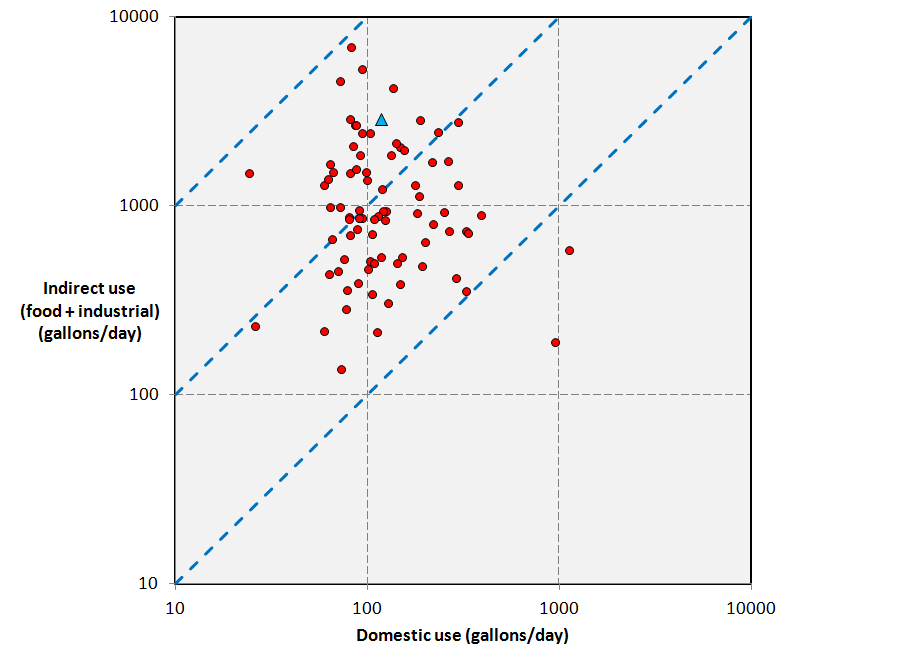 10000
1000
Indirect use
(food + industrial)
(gallons/day)
100
10
10 100 1000 10000
Domestic use (gallons/day)